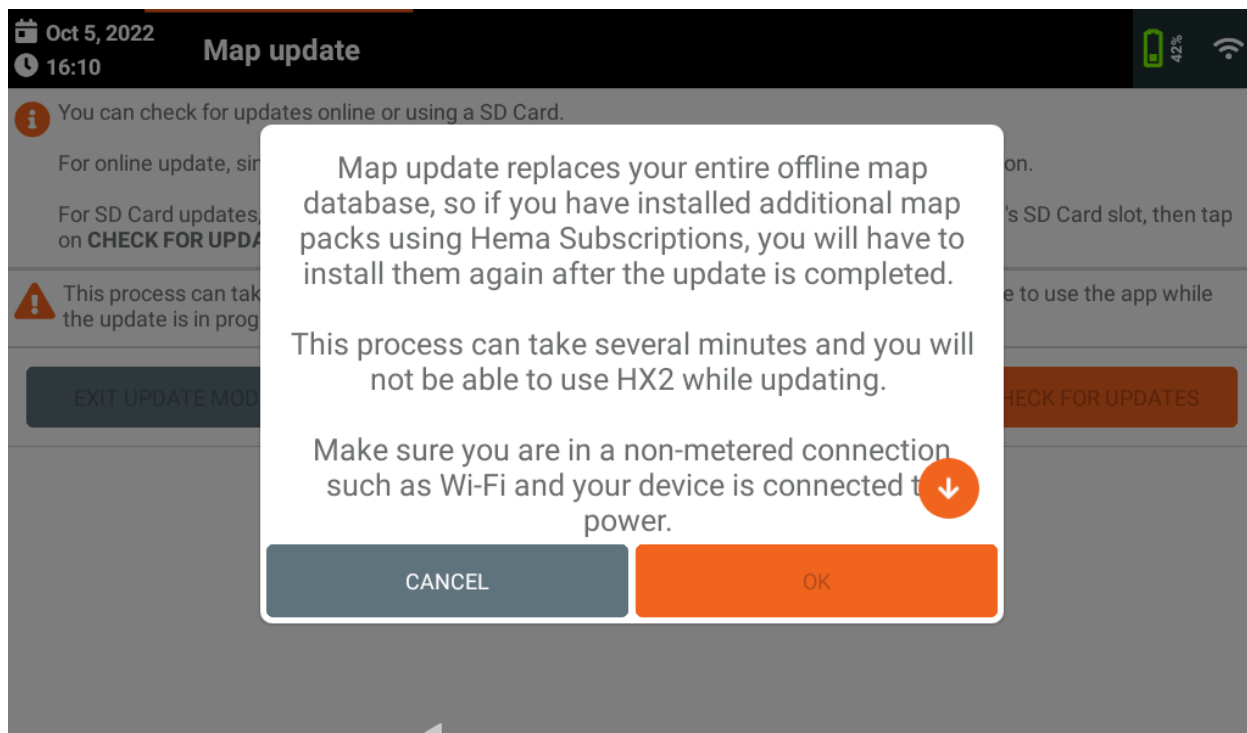 Oct 5, 2022
16:10
Map update
42%
You can check for updates online or using a SD Card.
For online update, on.
For SD Card updates, 's SD Card slot, then tap
on CHECK FOR
This process can e to use the app while
the update is in
Map update replaces your entire offline map
database, so if you have installed additional map
packs using Hema Subscriptions, you will have to
install them again after the update is completed.
This process can take several minutes and you will
not be able to use HX2 while updating.
Make sure you are in a non-metered connection
such as Wi-Fi and your device is connected
power.
EXIT UPDATE
FOR UPDATES
CANCEL
OK